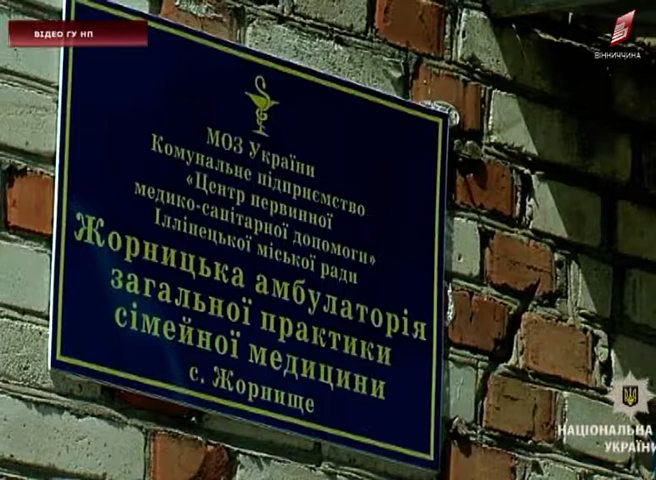 ВІДЕО ГУ НП
ВІННИЧЧИНА
МОЗ України
Комунальне підприємство
«Центр первинної
медико-санітарної допомоги»
Іллінецької міської ради
Жорницька амбулаторія
загальної практики
сімейної медицини
с. Жорнище
НАЦІОНАЛЬНА
УКРАЇНИ